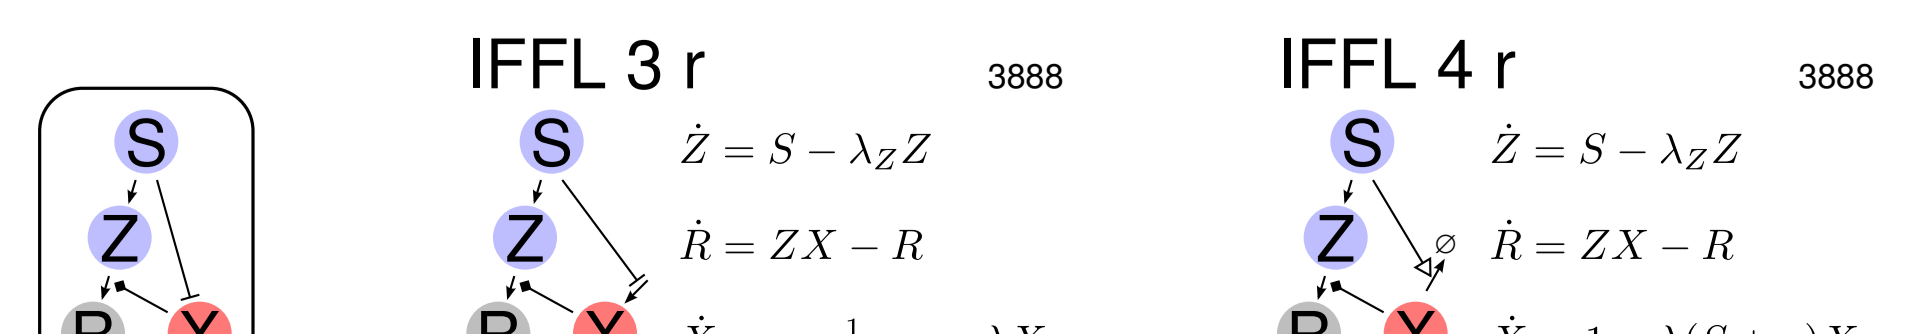 IFFL 3 r 3888
IFFL 4 r 3888
S
Z
R X
S
Ż = S − λ_Z Z
Z
Ṙ = ZX − R
R X
S
Ż = S − λ_Z Z
Z
∅
Ṙ = ZX − R
R X